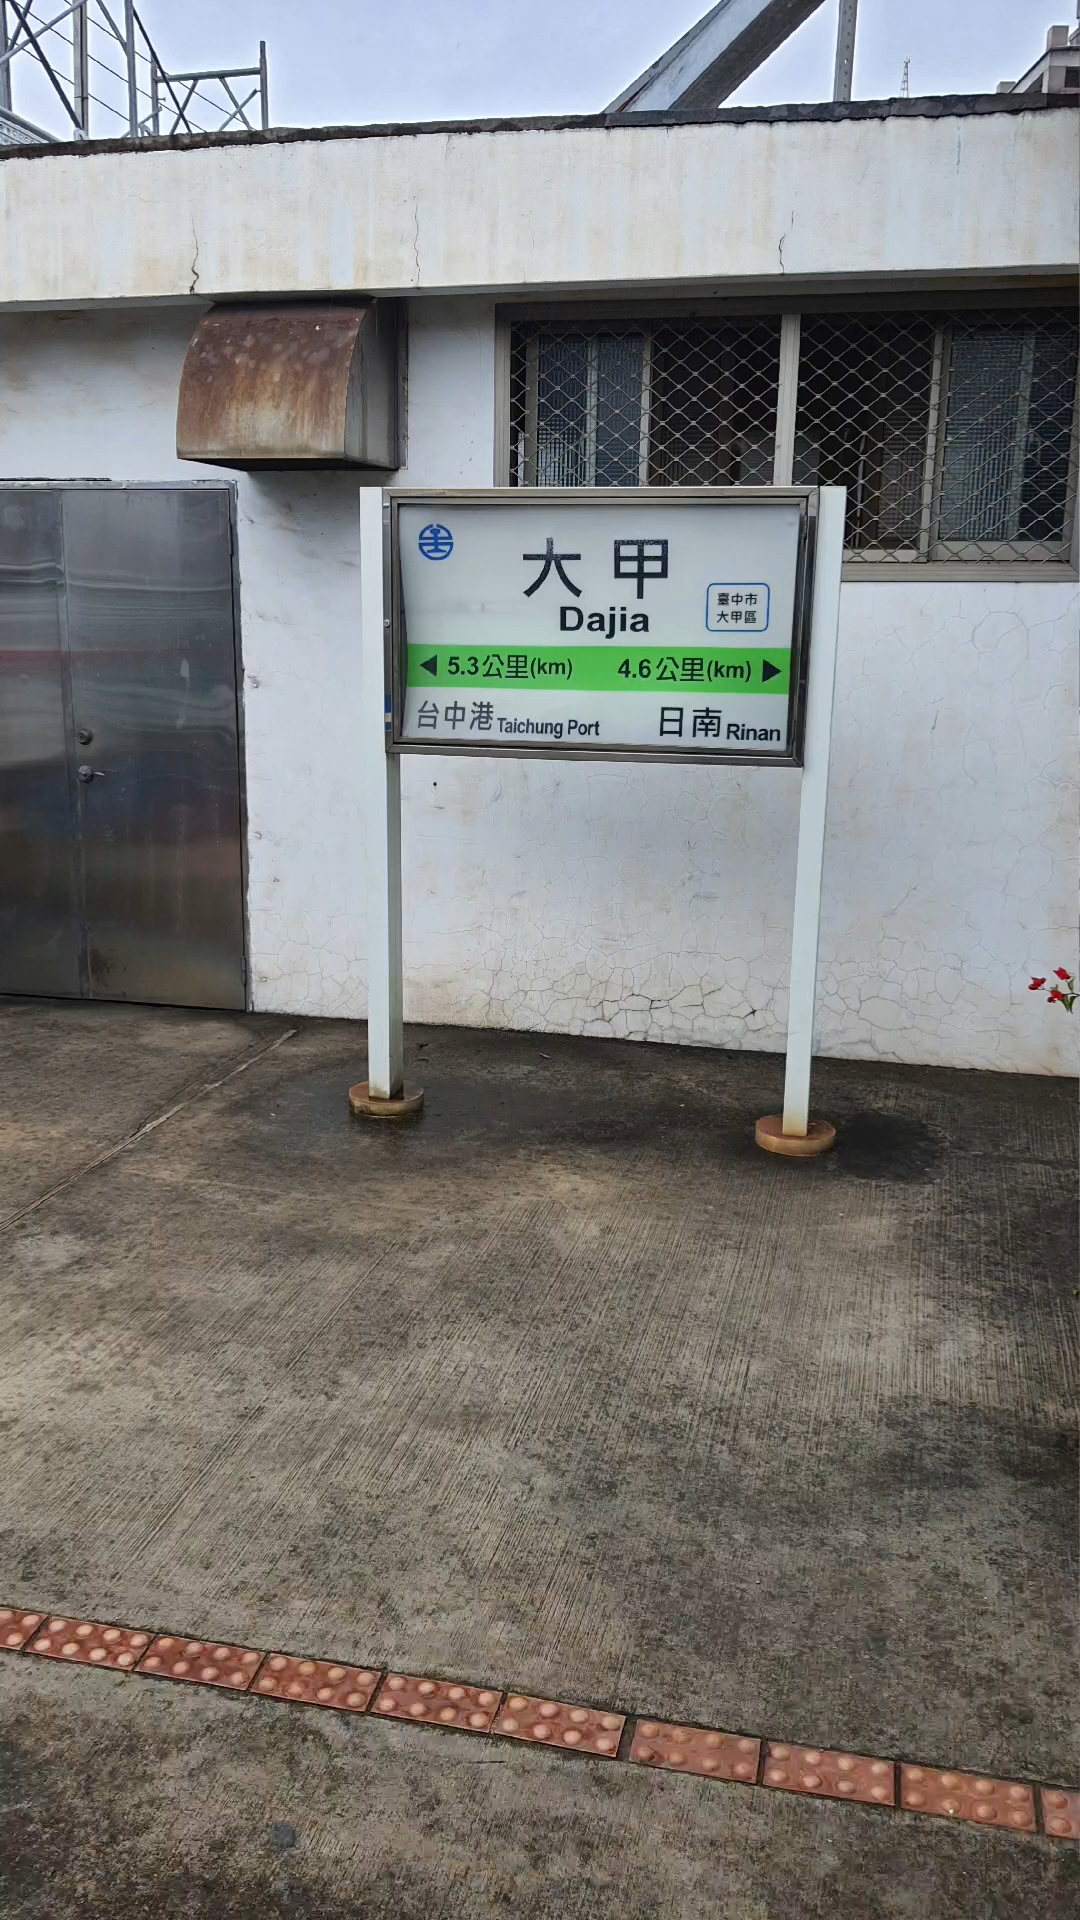 大甲
Dajia
臺中市
大甲區
◀ 5.3公里(km) 4.6公里(km) ▶
台中港 Taichung Port 日南 Rinan